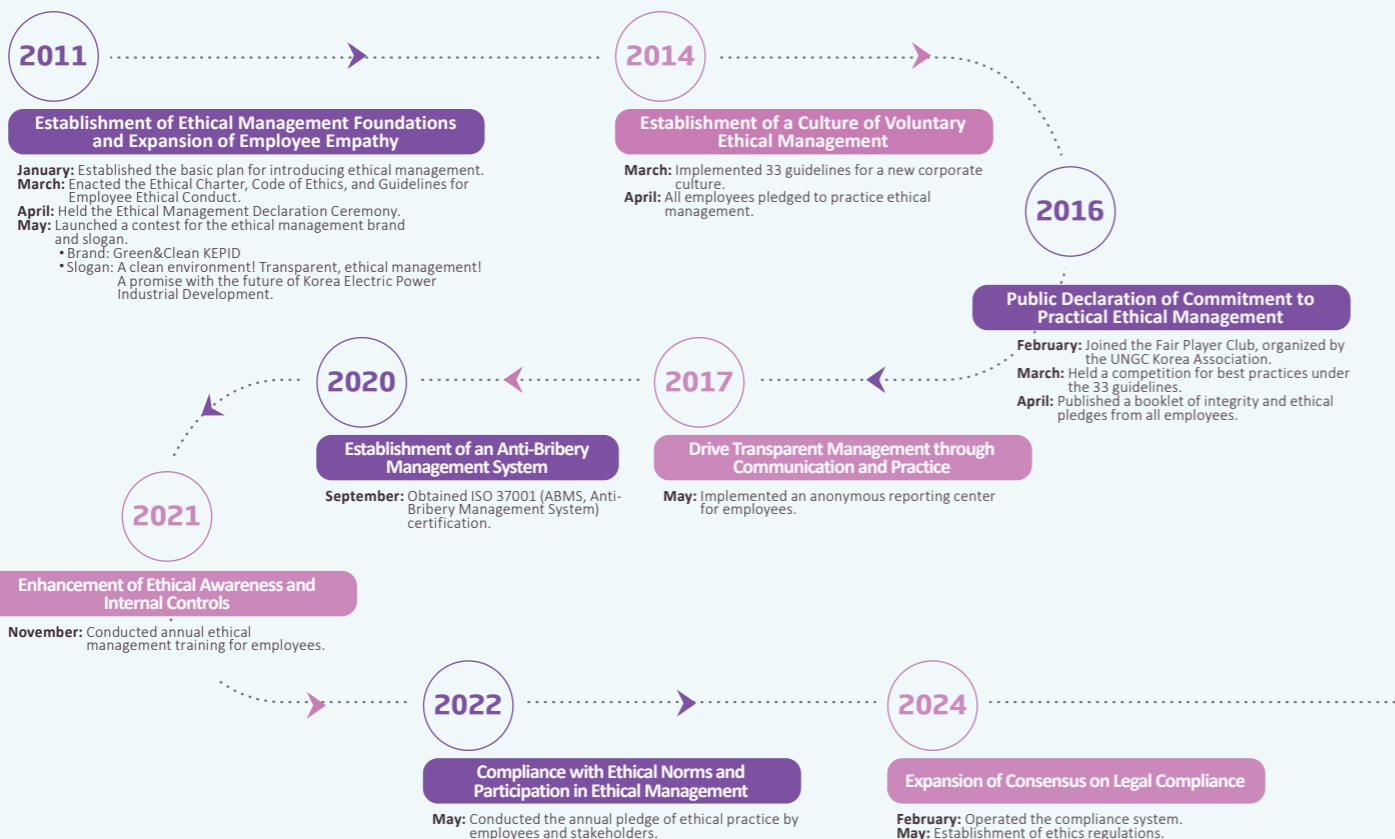 2011
Establishment of Ethical Management Foundations
and Expansion of Employee Empathy
January: Established the basic plan for introducing ethical management.
March: Enacted the Ethical Charter, Code of Ethics, and Guidelines for
Employee Ethical Conduct.
April: Held the Ethical Management Declaration Ceremony.
May: Launched a contest for the ethical management brand
and slogan.
• Brand: Green&Clean KEPID
• Slogan: A clean environment! Transparent, ethical management!
A promise with the future of Korea Electric Power
Industrial Development.
2014
Establishment of a Culture of Voluntary
Ethical Management
March: Implemented 33 guidelines for a new corporate
culture.
April: All employees pledged to practice ethical
management.
2016
Public Declaration of Commitment to
Practical Ethical Management
February: Joined the Fair Player Club, organized by
the UNGC Korea Association.
March: Held a competition for best practices under
the 33 guidelines.
April: Published a booklet of integrity and ethical
pledges from all employees.
2017
Drive Transparent Management through
Communication and Practice
May: Implemented an anonymous reporting center
for employees.
2020
Establishment of an Anti-Bribery
Management System
September: Obtained ISO 37001 (ABMS, Anti-
Bribery Management System)
certification.
2021
Enhancement of Ethical Awareness and
Internal Controls
November: Conducted annual ethical
management training for employees.
2022
Compliance with Ethical Norms and
Participation in Ethical Management
May: Conducted the annual pledge of ethical practice by
employees and stakeholders.
2024
Expansion of Consensus on Legal Compliance
February: Operated the compliance system.
May: Establishment of ethics regulations.